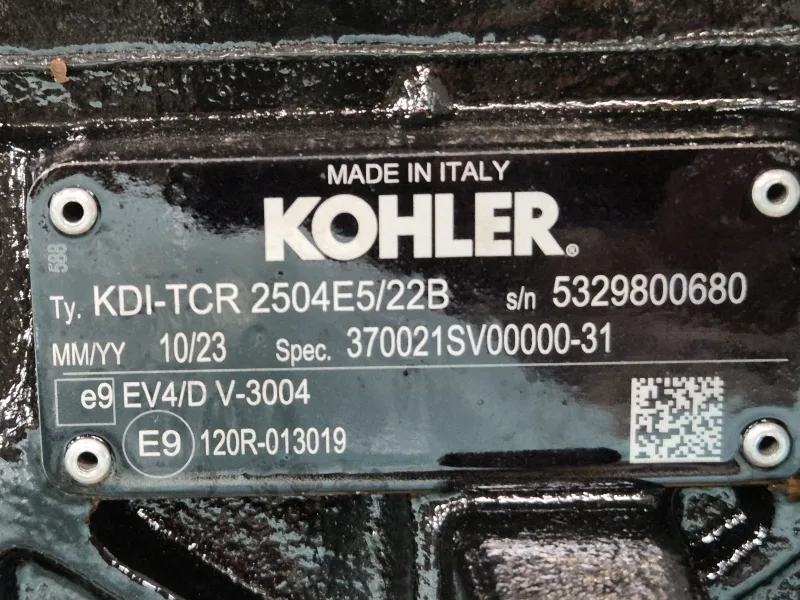 MADE IN ITALY
KOHLER®
588
Ty. KDI-TCR 2504E5/22B s/n 5329800680
MM/YY 10/23 Spec. 370021SV00000-31
e9 EV4/D V-3004
E9 120R-013019